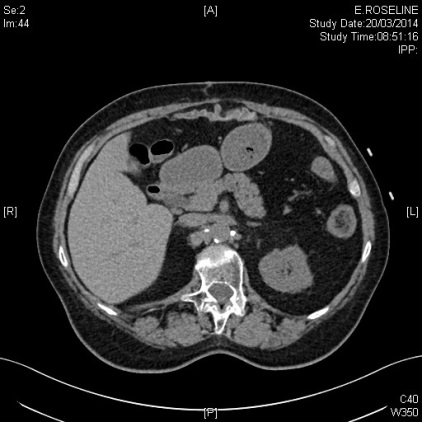 Se:2
Im:44
[A]
E.ROSELINE
Study Date:20/03/2014
Study Time:08:51:16
IPP:
[R]
[L]
[P]
C40
W350